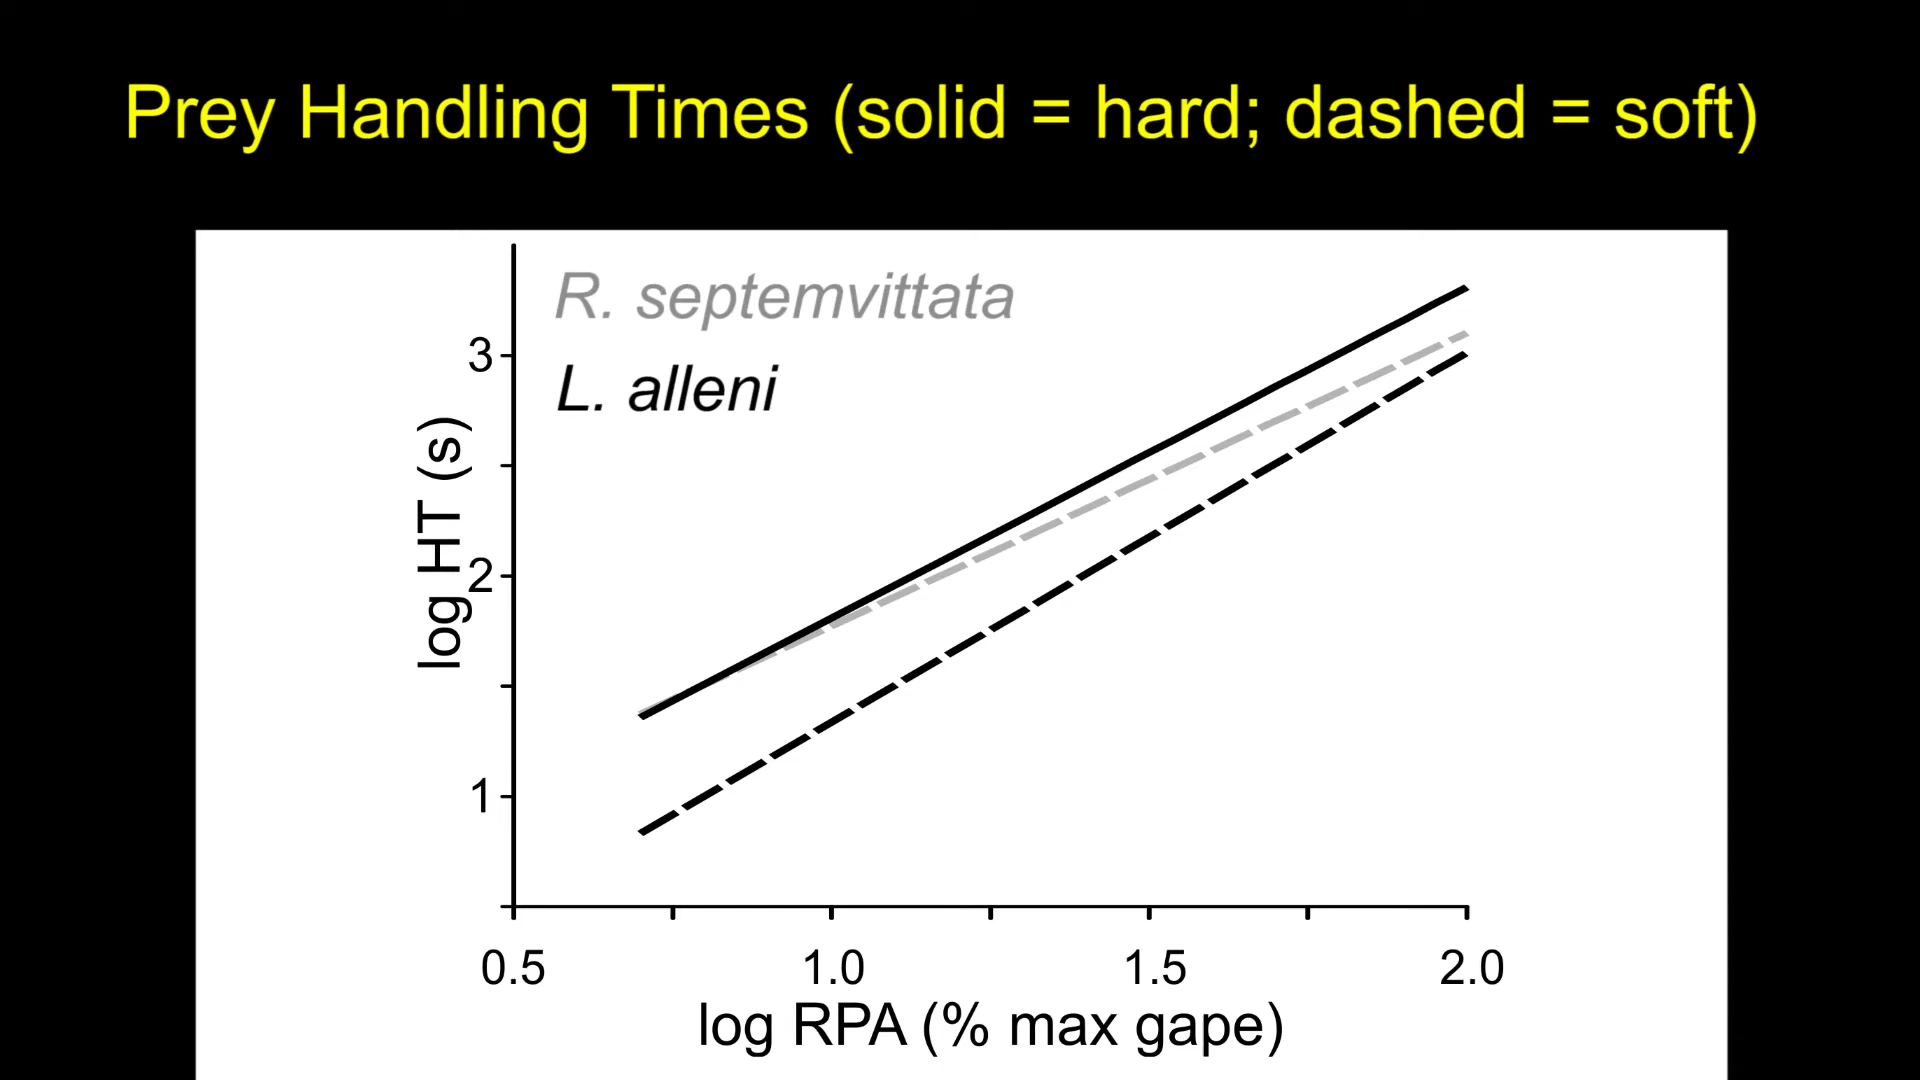 Prey Handling Times (solid = hard; dashed = soft)
R. septemvittata
L. alleni
log HT (s)
3
2
1
0.5 1.0 1.5 2.0
log RPA (% max gape)